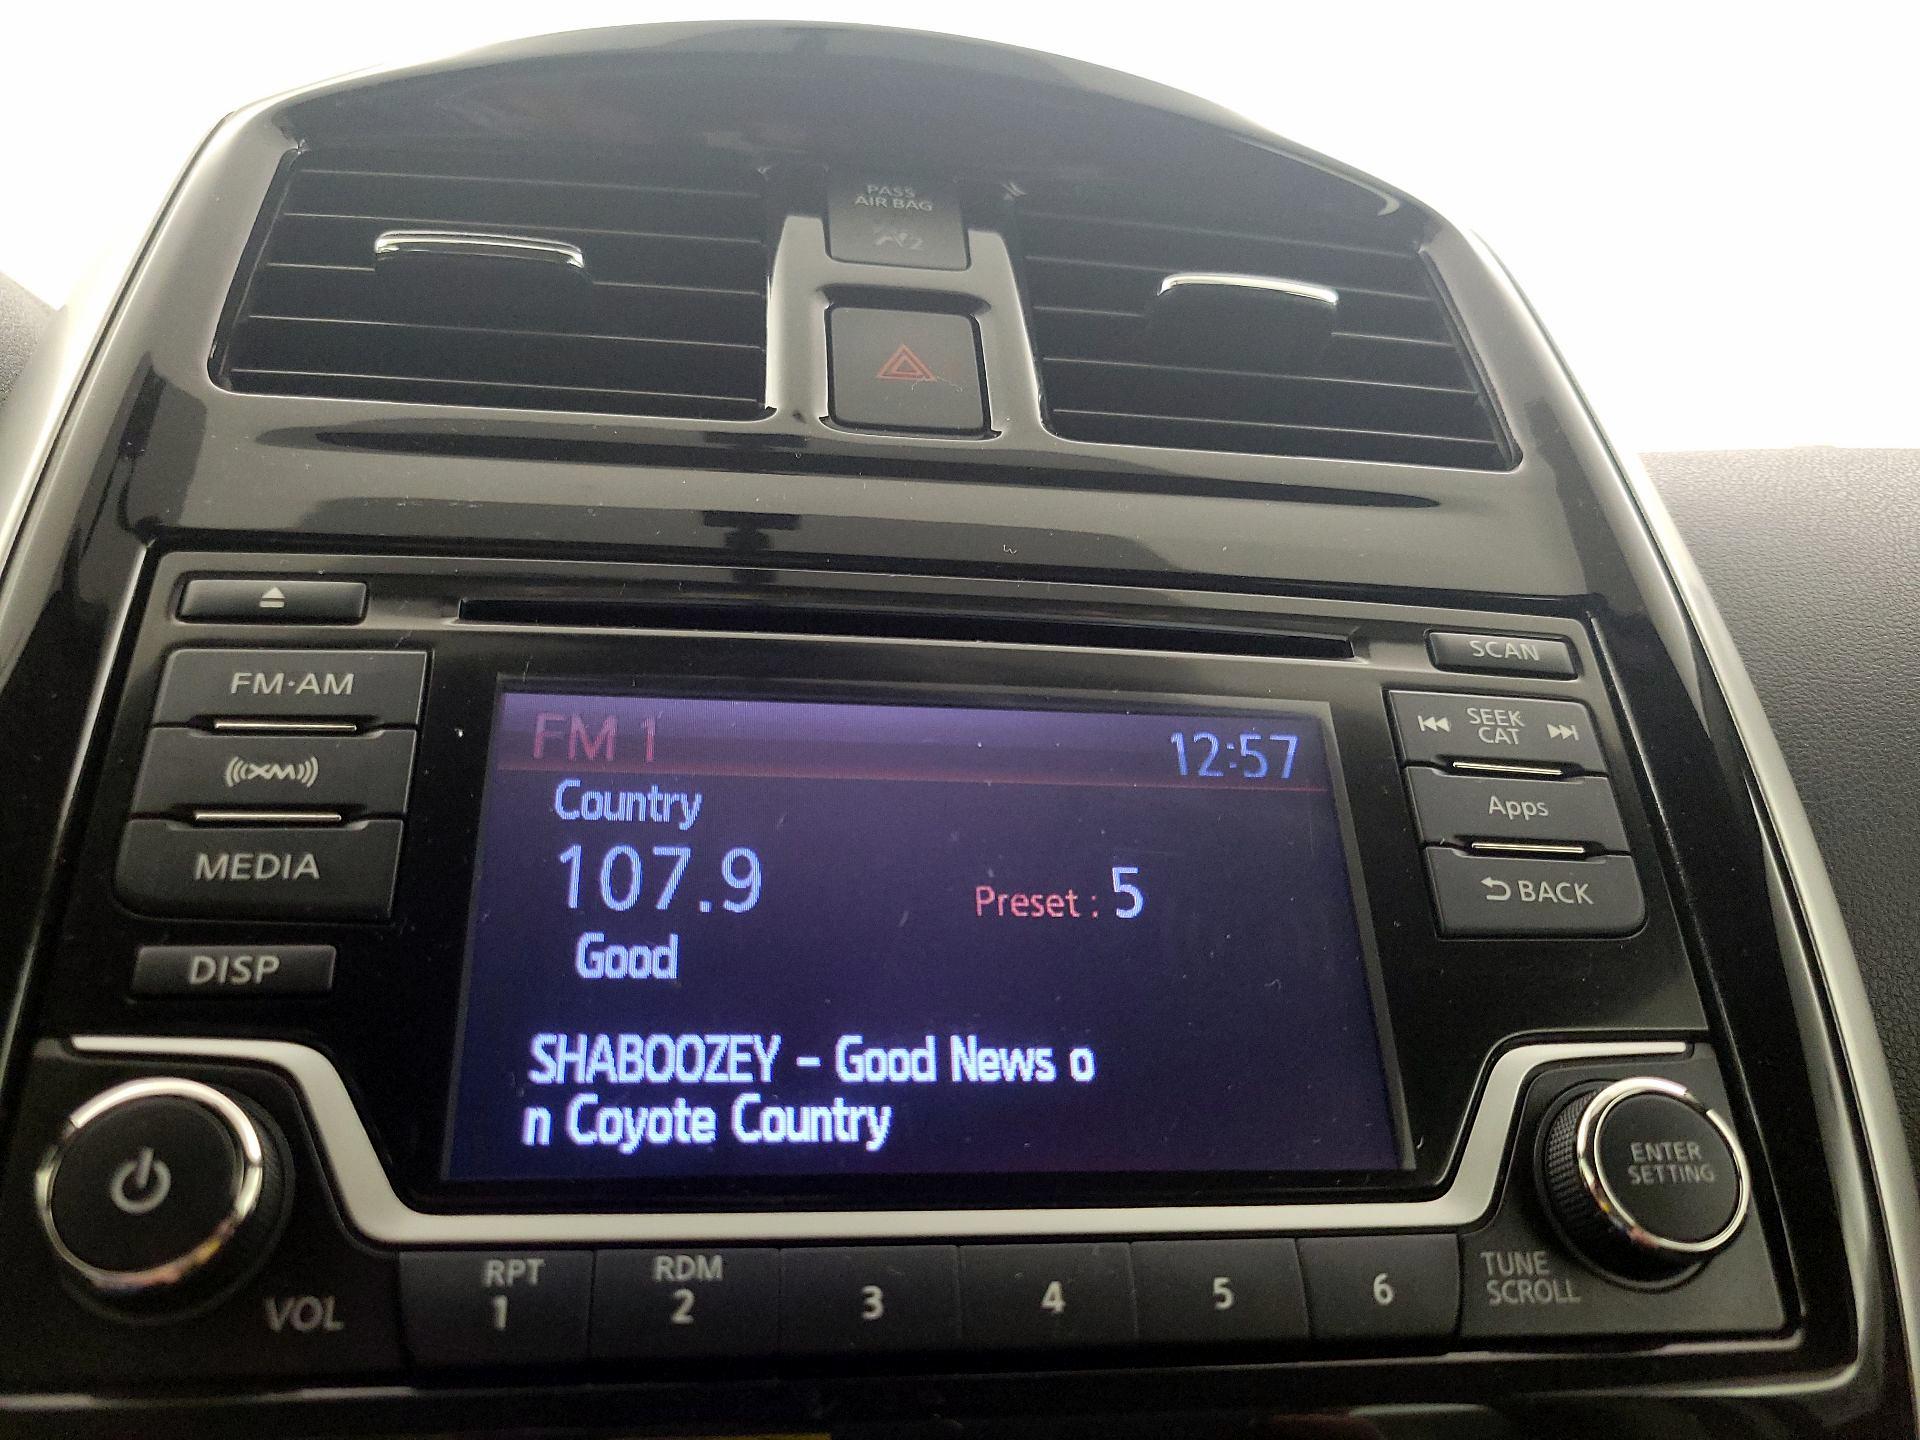 PASS
AIR BAG
2
SCAN
FM·AM
SEEK
CAT
FM 1
12:57
(((XM)))
Country
Apps
107.9
Preset : 5
MEDIA
BACK
Good
DISP
SHABOOZEY - Good News o
n Coyote Country
ENTER
SETTING
VOL
RPT
1
RDM
2
3
4
5
6
TUNE
SCROLL